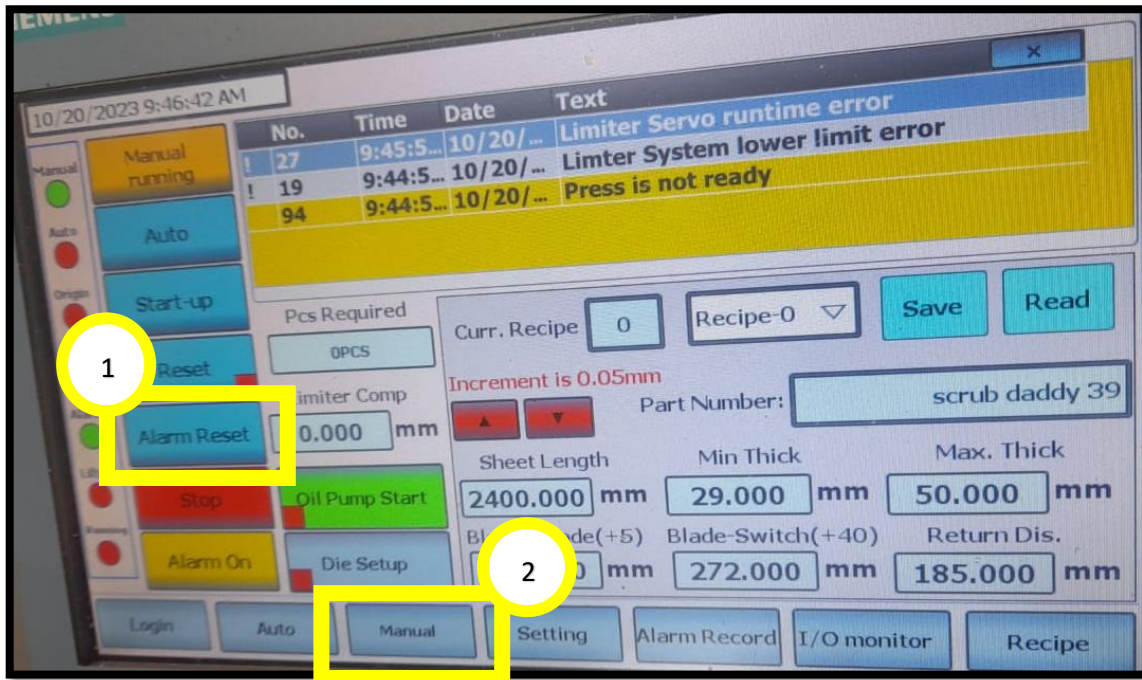 SIEMENS
10/20/2023 9:46:42 AM
No. Time Date Text
! 27 9:45:5... 10/20/... Limiter Servo runtime error
! 19 9:44:5... 10/20/... Limter System lower limit error
94 9:44:5... 10/20/... Press is not ready
Manual
Manual running
Auto
Auto
Origin
Start-up
Reset
Alarm Reset
Stop
Running
Alarm On
1
Pcs Required
0PCS
Limiter Comp
0.000 mm
Oil Pump Start
Die Setup
Curr. Recipe 0 Recipe-0 Save Read
Increment is 0.05mm
Part Number: scrub daddy 39
Sheet Length Min Thick Max. Thick
2400.000 mm 29.000 mm 50.000 mm
(+5) Blade-Switch(+40) Return Dis.
mm 272.000 mm 185.000 mm
2
Login Auto Manual Setting Alarm Record I/O monitor Recipe